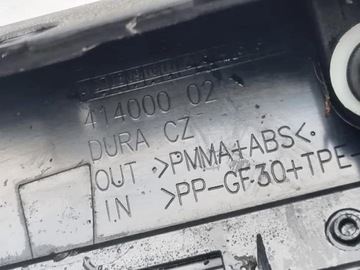 414000 02
DURA CZ
OUT >PMMA+ABS<.
IN >PP-GF30+TPE-